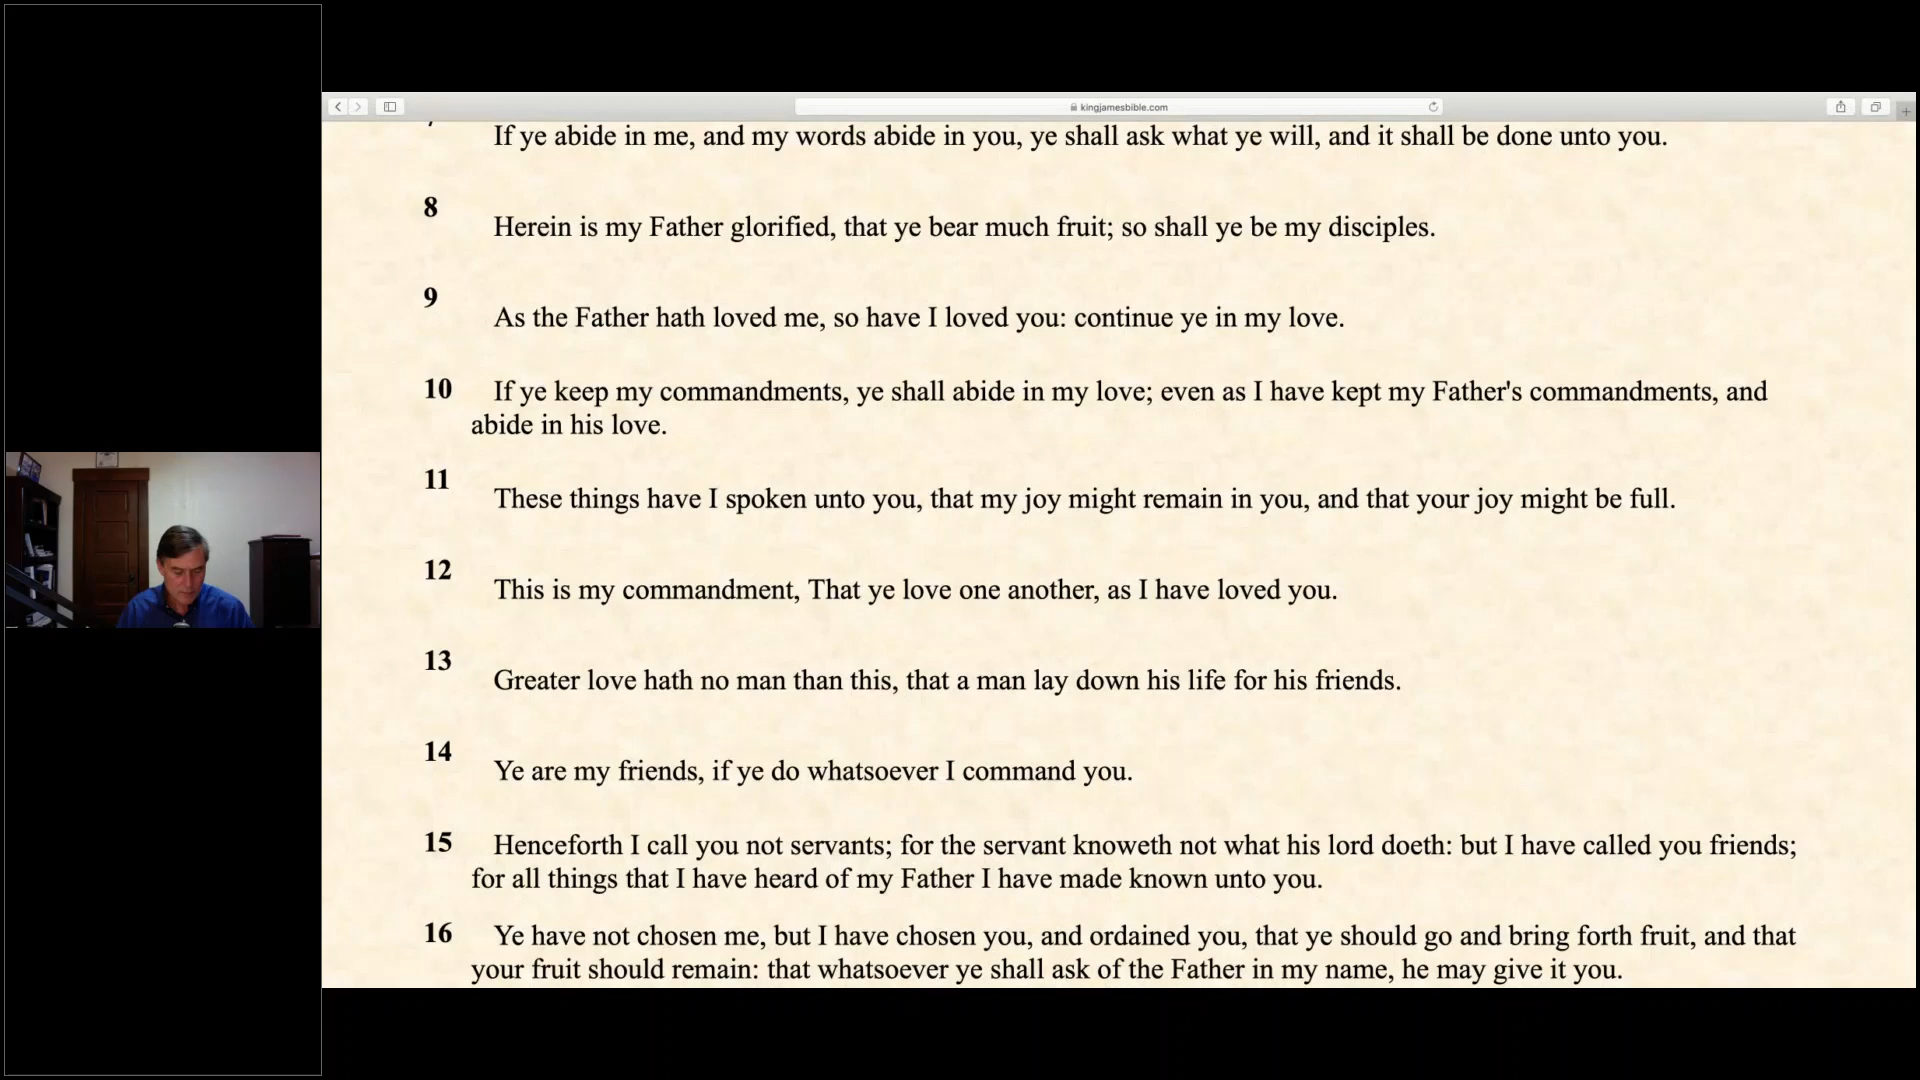 kingjamesbible.com
If ye abide in me, and my words abide in you, ye shall ask what ye will, and it shall be done unto you.
8
Herein is my Father glorified, that ye bear much fruit; so shall ye be my disciples.
9
As the Father hath loved me, so have I loved you: continue ye in my love.
10 If ye keep my commandments, ye shall abide in my love; even as I have kept my Father's commandments, and
abide in his love.
11
These things have I spoken unto you, that my joy might remain in you, and that your joy might be full.
12
This is my commandment, That ye love one another, as I have loved you.
13
Greater love hath no man than this, that a man lay down his life for his friends.
14
Ye are my friends, if ye do whatsoever I command you.
15 Henceforth I call you not servants; for the servant knoweth not what his lord doeth: but I have called you friends;
for all things that I have heard of my Father I have made known unto you.
16 Ye have not chosen me, but I have chosen you, and ordained you, that ye should go and bring forth fruit, and that
your fruit should remain: that whatsoever ye shall ask of the Father in my name, he may give it you.